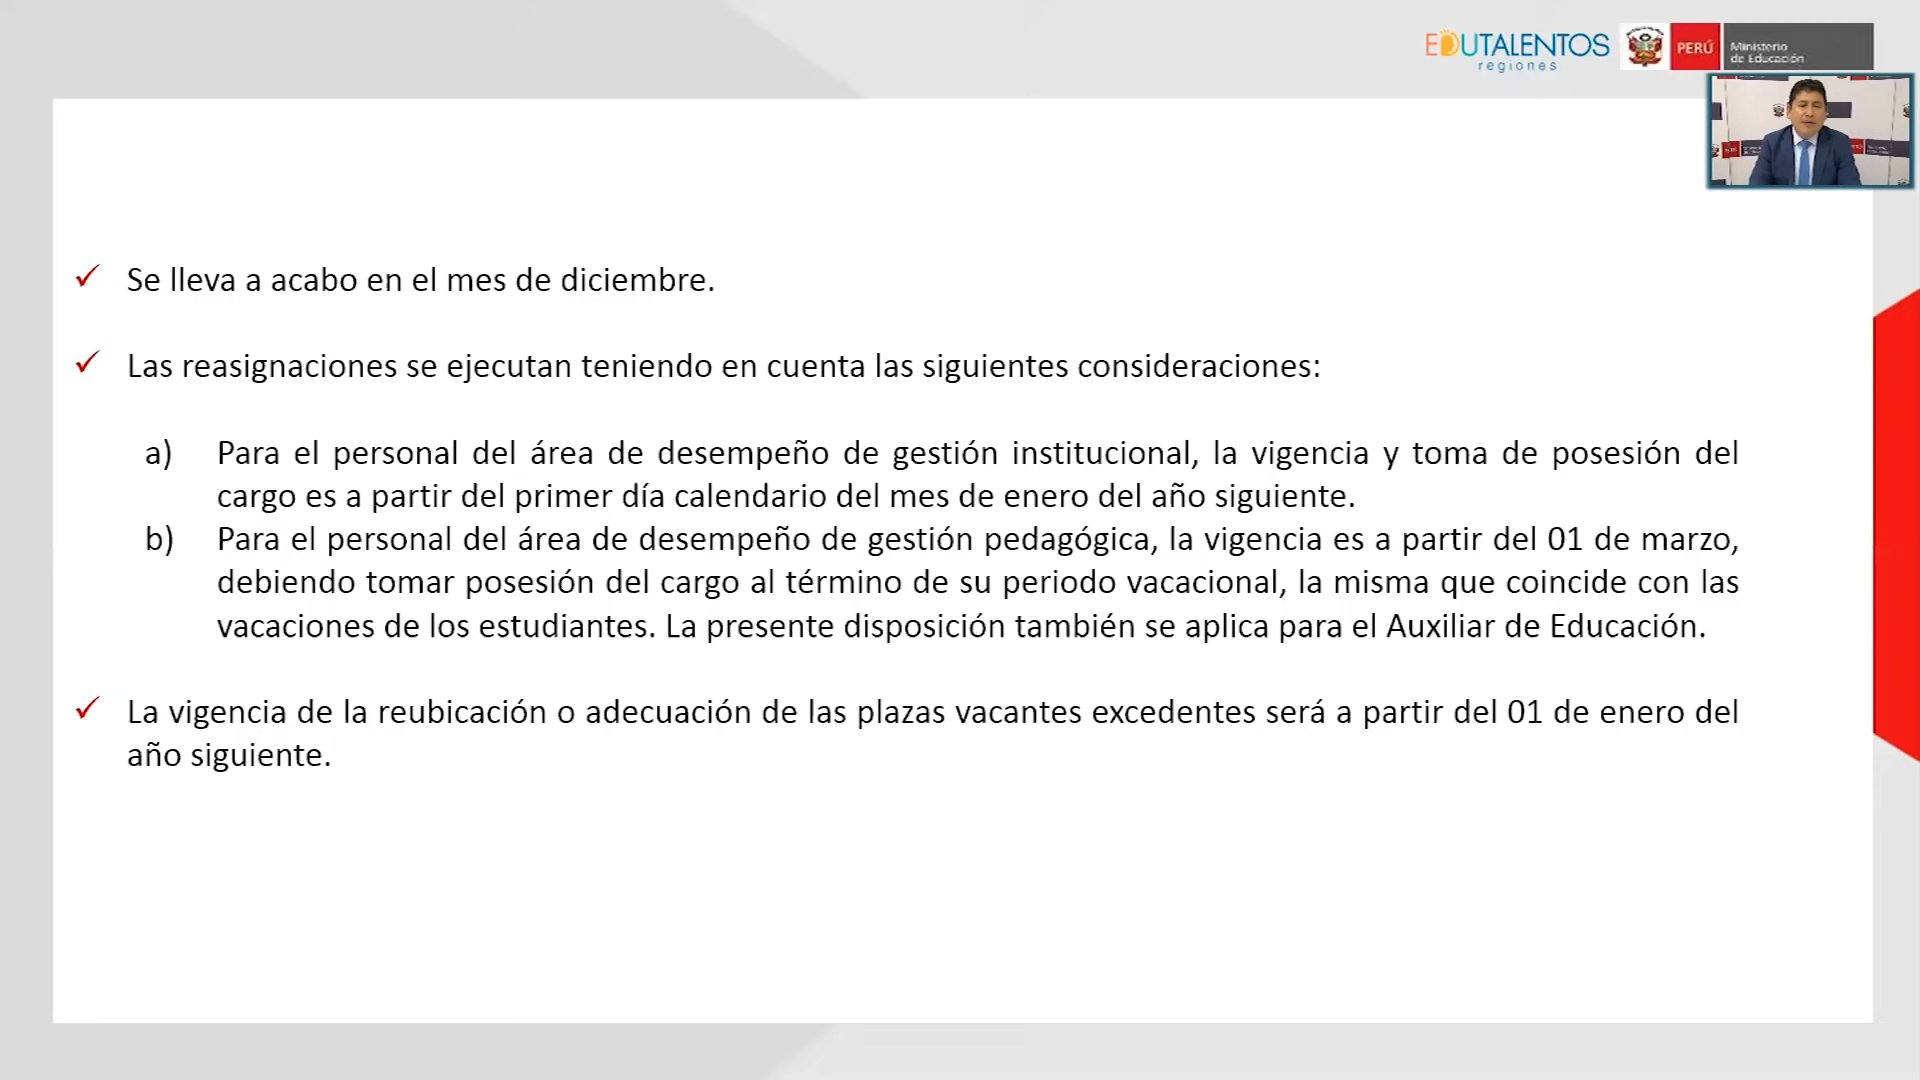 EDUTALENTOS
regiones
PERÚ
Ministerio
de Educación
Se lleva a acabo en el mes de diciembre.
Las reasignaciones se ejecutan teniendo en cuenta las siguientes consideraciones:
a) Para el personal del área de desempeño de gestión institucional, la vigencia y toma de posesión del
cargo es a partir del primer día calendario del mes de enero del año siguiente.
b) Para el personal del área de desempeño de gestión pedagógica, la vigencia es a partir del 01 de marzo,
debiendo tomar posesión del cargo al término de su periodo vacacional, la misma que coincide con las
vacaciones de los estudiantes. La presente disposición también se aplica para el Auxiliar de Educación.
La vigencia de la reubicación o adecuación de las plazas vacantes excedentes será a partir del 01 de enero del
año siguiente.